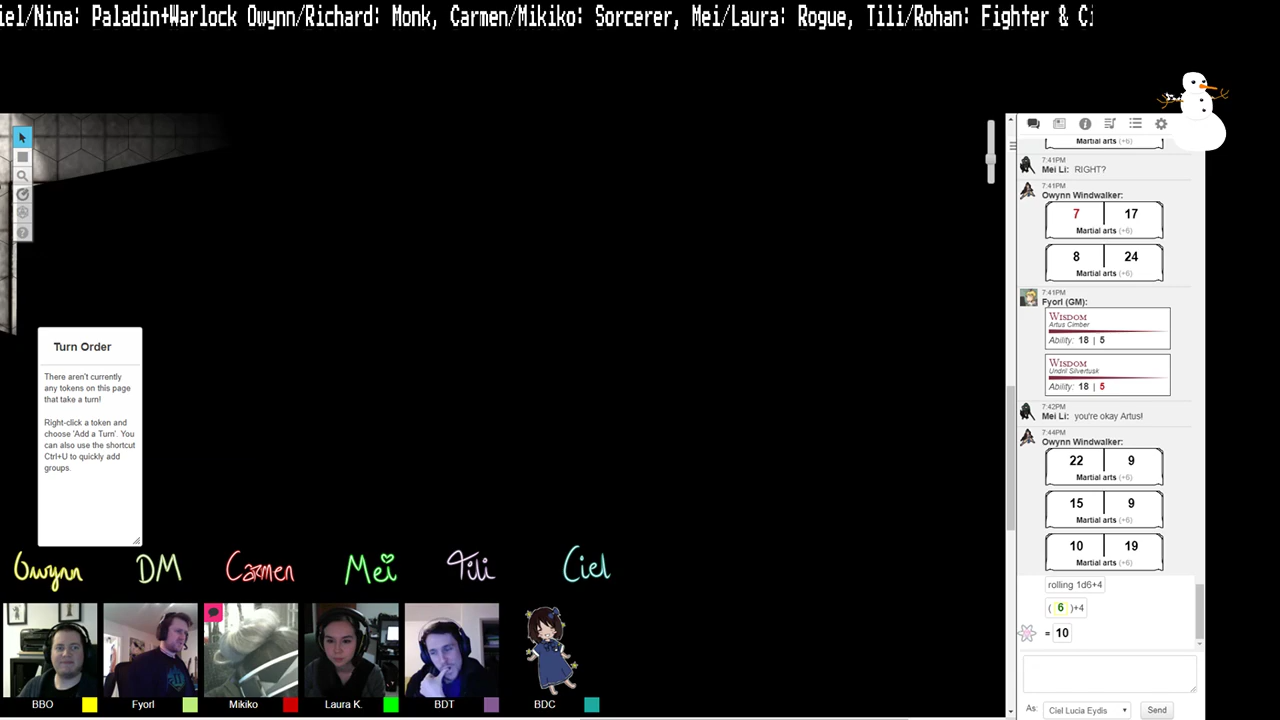 iel/Nina: Paladin+Warlock Owynn/Richard: Monk, Carmen/Mikiko: Sorcerer, Mei/Laura: Rogue, Tili/Rohan: Fighter & Ci
Martial arts (+6)
7:41PM
Mei Li: RIGHT?
7:41PM
Owynn Windwalker:
7 17
Martial arts (+6)
8 24
Martial arts (+6)
7:41PM
Fyorl (GM):
WISDOM
Artus Cimber
Ability: 18 | 5
WISDOM
Undril Silvertusk
Ability: 18 | 5
7:42PM
Mei Li: you're okay Artus!
7:44PM
Owynn Windwalker:
22 9
Martial arts (+6)
15 9
Martial arts (+6)
10 19
Martial arts (+6)
rolling 1d6+4
( 6 )+4
= 10
As: Ciel Lucia Eydis
Send
Turn Order
There aren't currently
any tokens on this page
that take a turn!
Right-click a token and
choose 'Add a Turn'. You
can also use the shortcut
Ctrl+U to quickly add
groups.
Owynn DM Carmen Mei Tili Ciel
BBO Fyorl Mikiko Laura K. BDT BDC